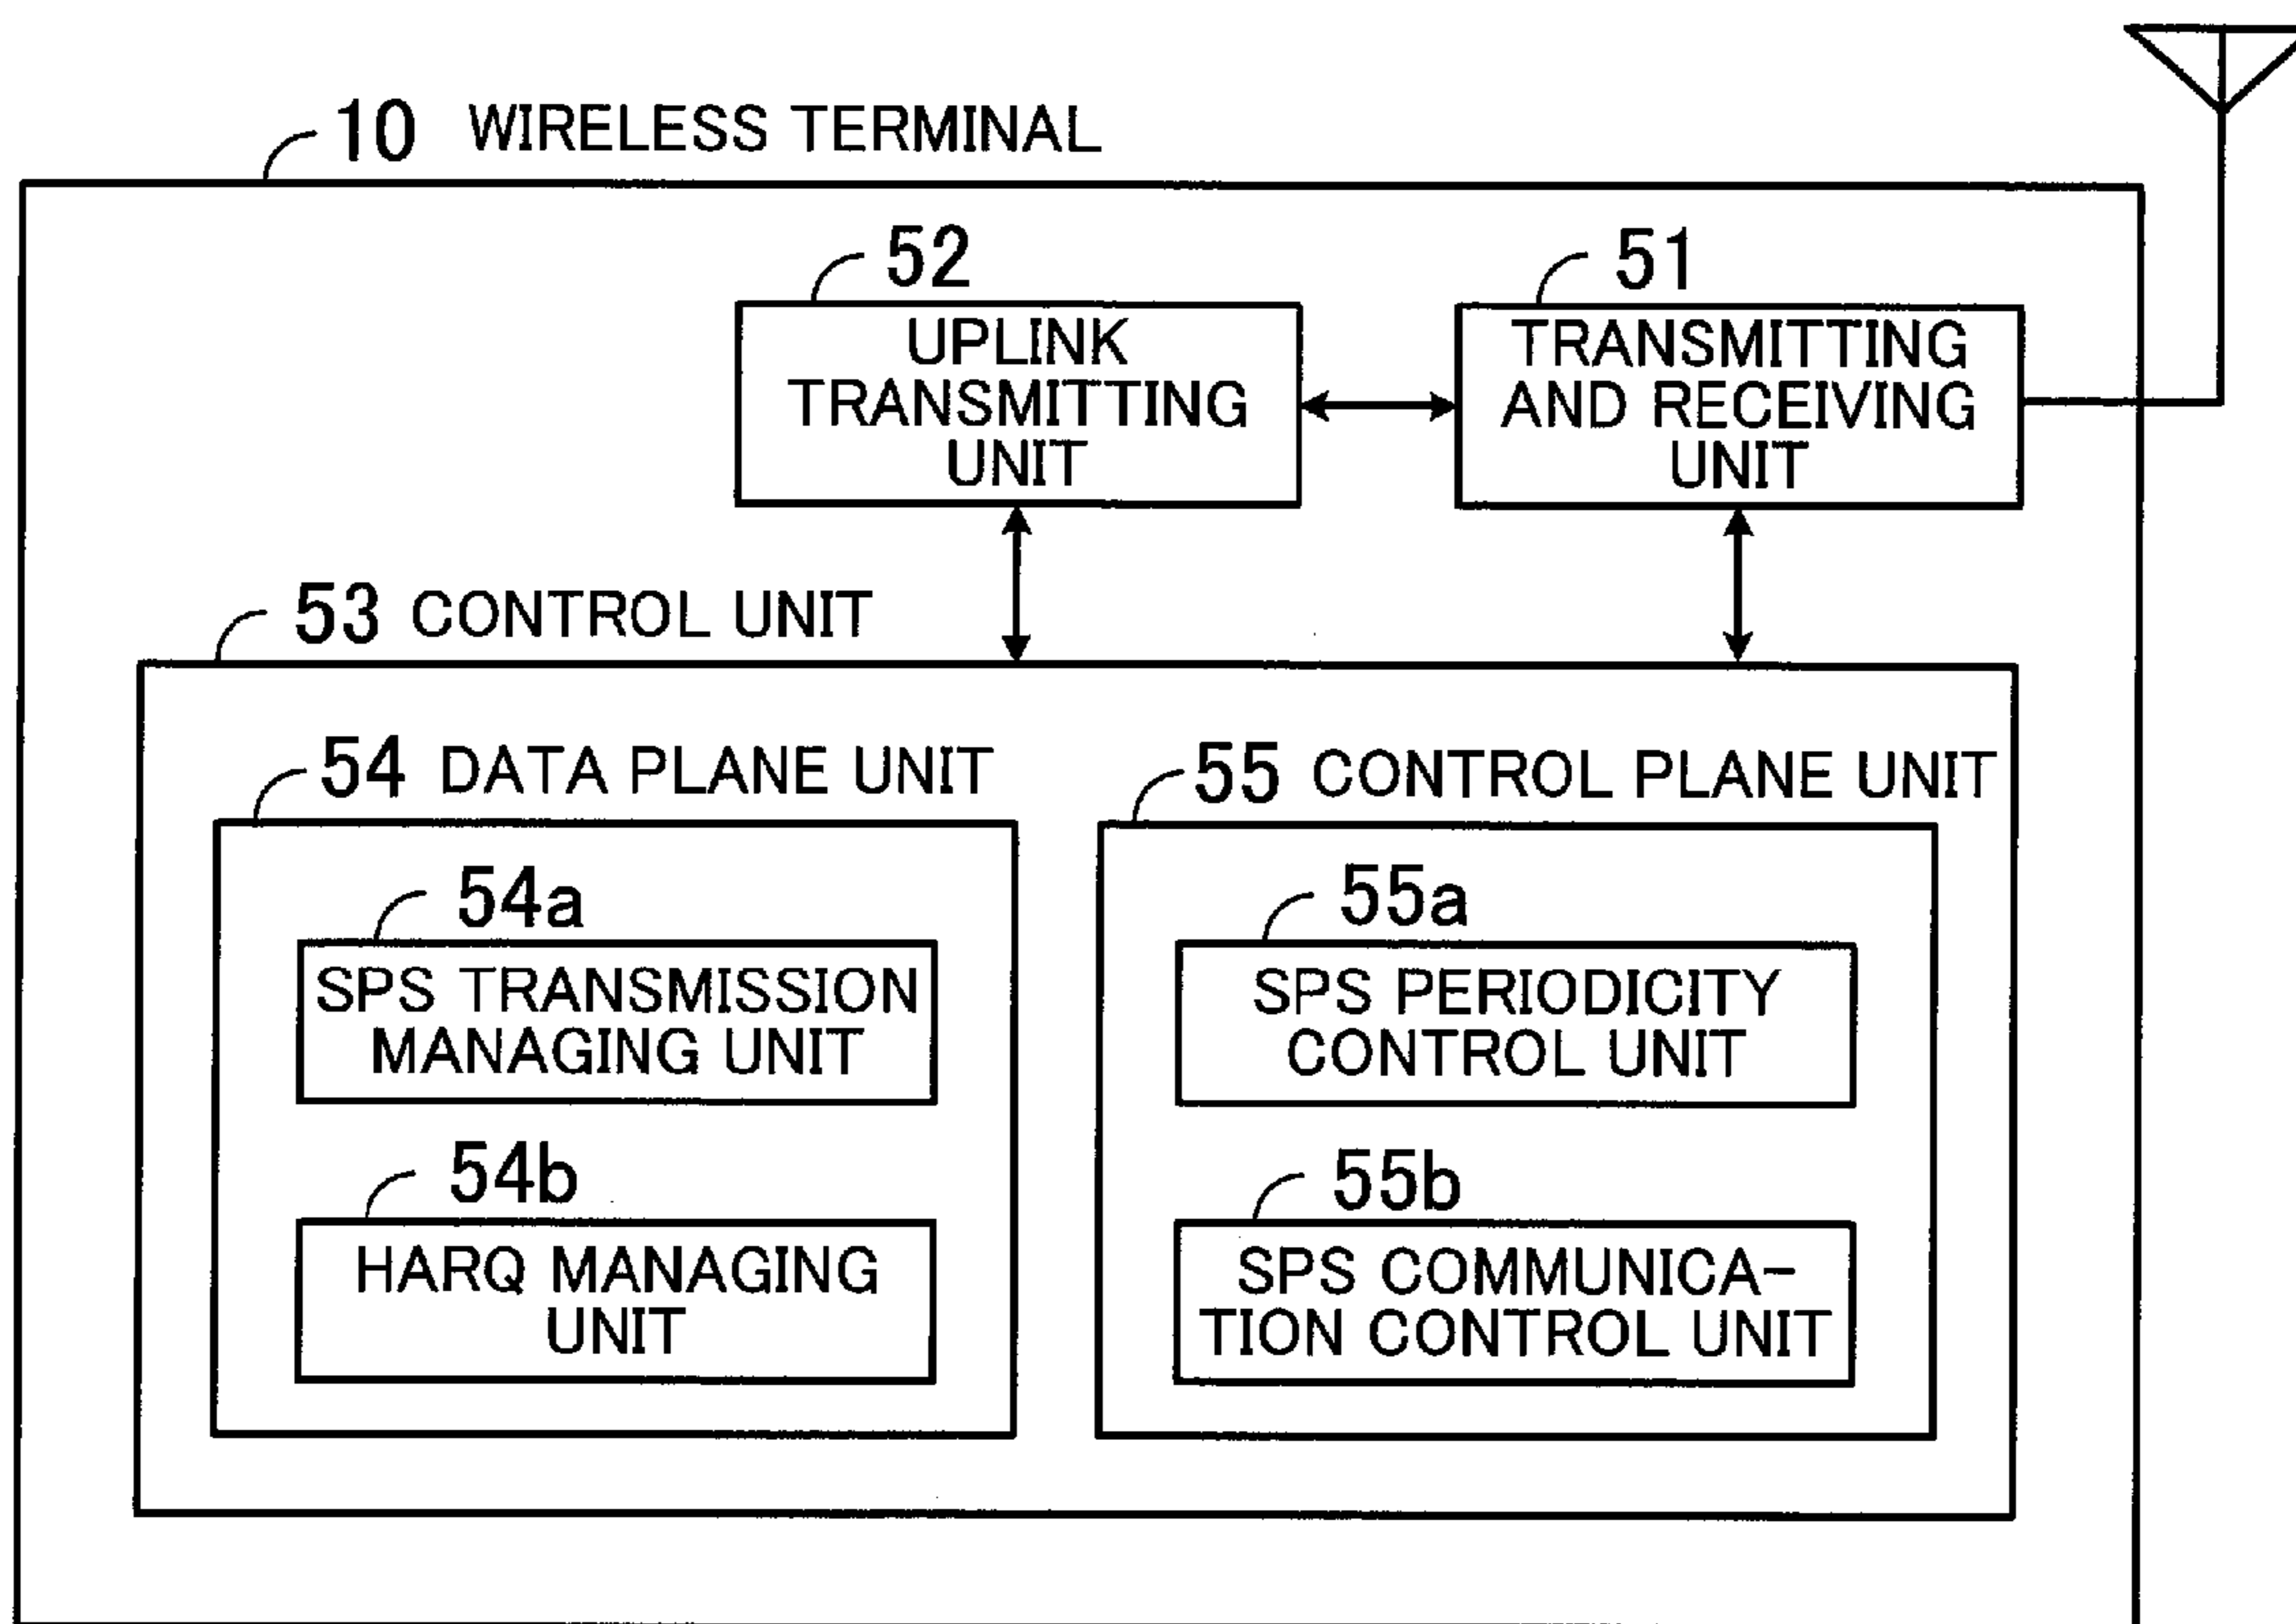 10 WIRELESS TERMINAL
52
UPLINK
TRANSMITTING
UNIT
51
TRANSMITTING
AND RECEIVING
UNIT
53 CONTROL UNIT
54 DATA PLANE UNIT
54a
SPS TRANSMISSION
MANAGING UNIT
54b
HARQ MANAGING
UNIT
55 CONTROL PLANE UNIT
55a
SPS PERIODICITY
CONTROL UNIT
55b
SPS COMMUNICA-
TION CONTROL UNIT